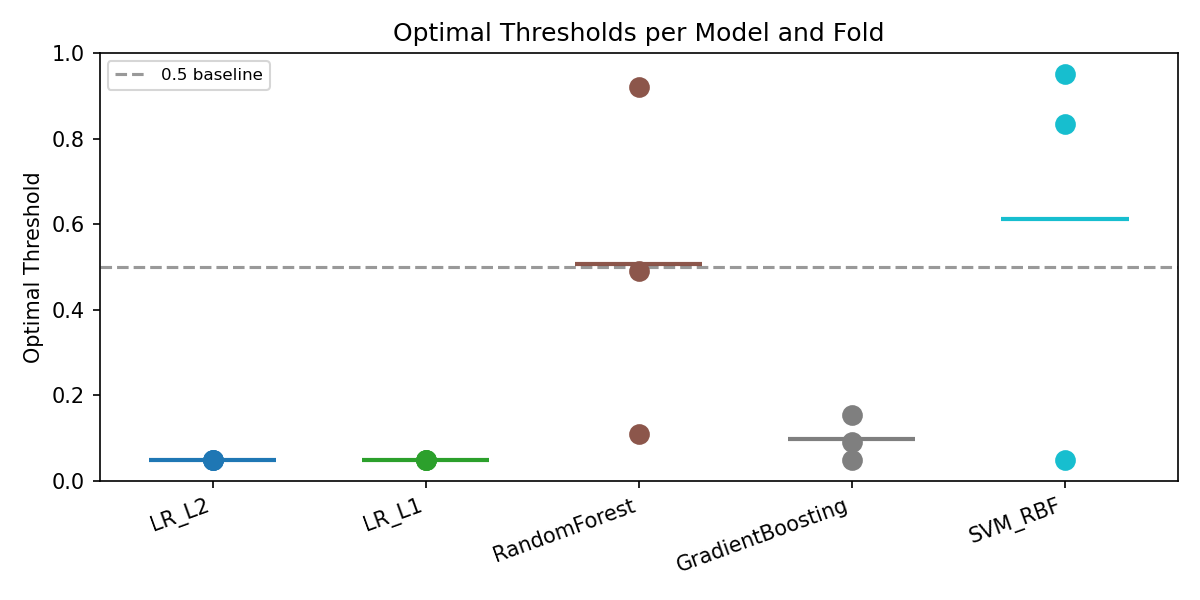 Optimal Thresholds per Model and Fold
0.5 baseline
Optimal Threshold
1.0
0.8
0.6
0.4
0.2
0.0
LR_L2
LR_L1
RandomForest
GradientBoosting
SVM_RBF